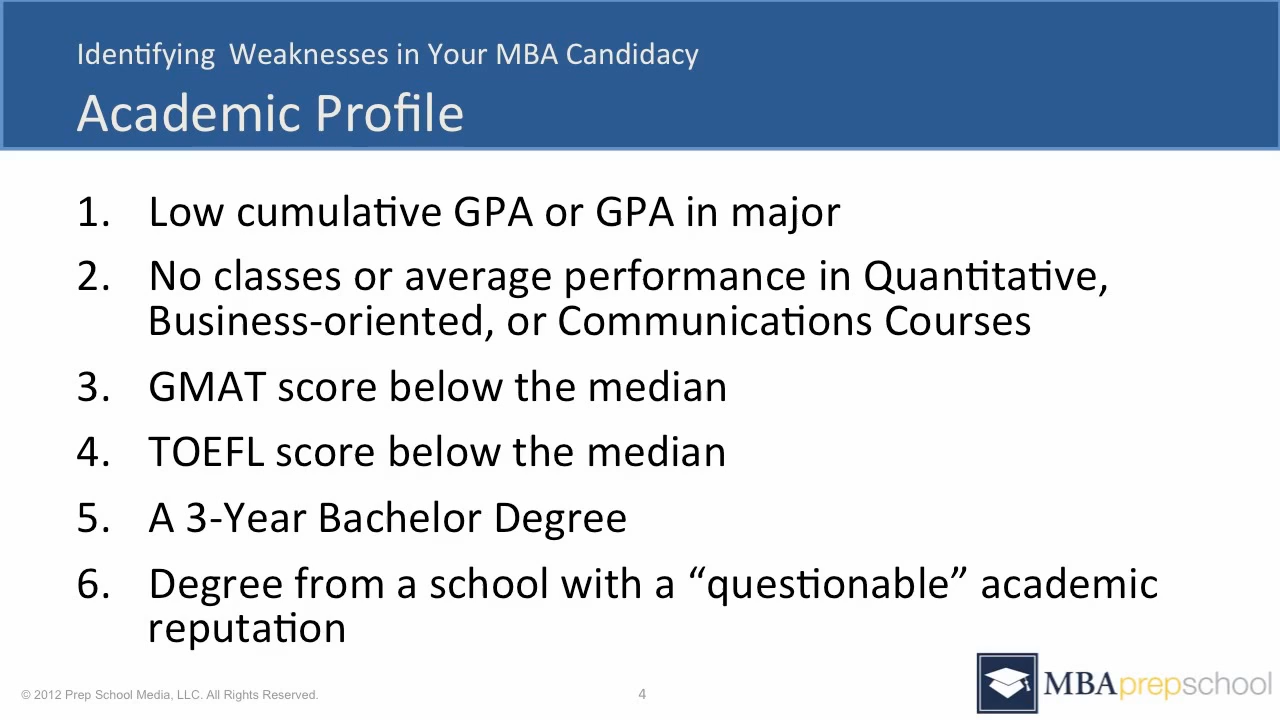 Identifying Weaknesses in Your MBA Candidacy
Academic Profile
1. Low cumulative GPA or GPA in major
2. No classes or average performance in Quantitative,
Business-oriented, or Communications Courses
3. GMAT score below the median
4. TOEFL score below the median
5. A 3-Year Bachelor Degree
6. Degree from a school with a “questionable” academic
reputation
© 2012 Prep School Media, LLC. All Rights Reserved.
4
MBAprepschool